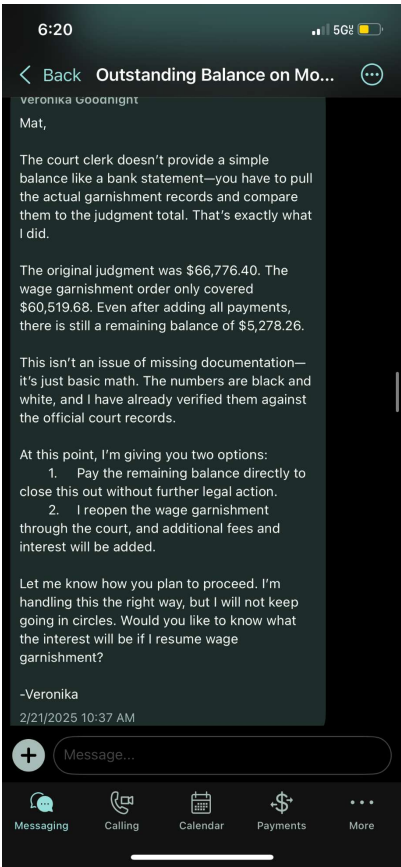 6:20
5G
Back Outstanding Balance on Mo...
Veronika Goodnight
Mat,
The court clerk doesn't provide a simple
balance like a bank statement—you have to pull
the actual garnishment records and compare
them to the judgment total. That's exactly what
I did.
The original judgment was $66,776.40. The
wage garnishment order only covered
$60,519.68. Even after adding all payments,
there is still a remaining balance of $5,278.26.
This isn't an issue of missing documentation—
it's just basic math. The numbers are black and
white, and I have already verified them against
the official court records.
At this point, I'm giving you two options:
1. Pay the remaining balance directly to
close this out without further legal action.
2. I reopen the wage garnishment
through the court, and additional fees and
interest will be added.
Let me know how you plan to proceed. I'm
handling this the right way, but I will not keep
going in circles. Would you like to know what
the interest will be if I resume wage
garnishment?
-Veronika
2/21/2025 10:37 AM
Message...
Messaging Calling Calendar Payments More